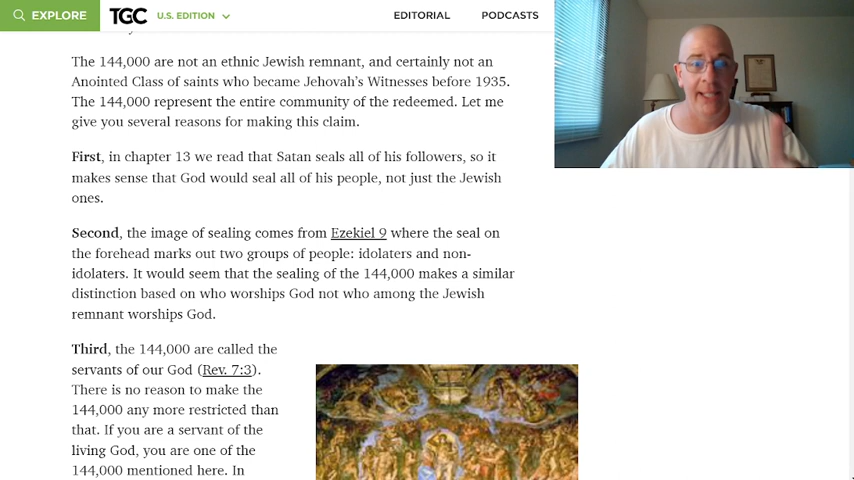 EXPLORE
TGC
U.S. EDITION
EDITORIAL
PODCASTS
The 144,000 are not an ethnic Jewish remnant, and certainly not an
Anointed Class of saints who became Jehovah's Witnesses before 1935.
The 144,000 represent the entire community of the redeemed. Let me
give you several reasons for making this claim.
First, in chapter 13 we read that Satan seals all of his followers, so it
makes sense that God would seal all of his people, not just the Jewish
ones.
Second, the image of sealing comes from Ezekiel 9 where the seal on
the forehead marks out two groups of people: idolaters and non-
idolaters. It would seem that the sealing of the 144,000 makes a similar
distinction based on who worships God not who among the Jewish
remnant worships God.
Third, the 144,000 are called the
servants of our God (Rev. 7:3).
There is no reason to make the
144,000 any more restricted than
that. If you are a servant of the
living God, you are one of the
144,000 mentioned here. In